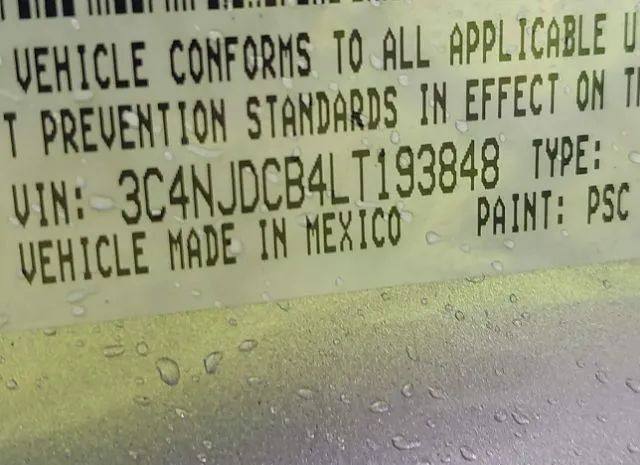 VEHICLE CONFORMS TO ALL APPLICABLE U
T PREVENTION STANDARDS IN EFFECT ON TH
VIN: 3C4NJDCB4LT193848 TYPE:
VEHICLE MADE IN MEXICO PAINT: PSC